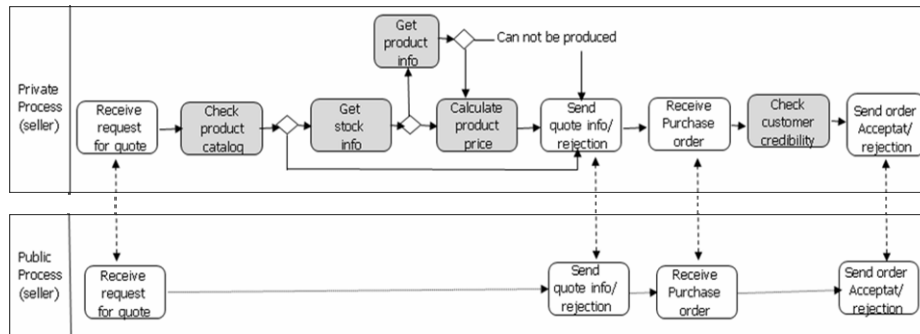 Private
Process
(seller)
Receive
request
for quote
Check
product
catalog
Get
stock
info
Get
product
info
Can not be produced
Calculate
product
price
Send
quote info/
rejection
Receive
Purchase
order
Check
customer
credibility
Send order
Acceptat/
rejection
Public
Process
(seller)
Receive
request
for quote
Send
quote info/
rejection
Receive
Purchase
order
Send order
Acceptat/
rejection